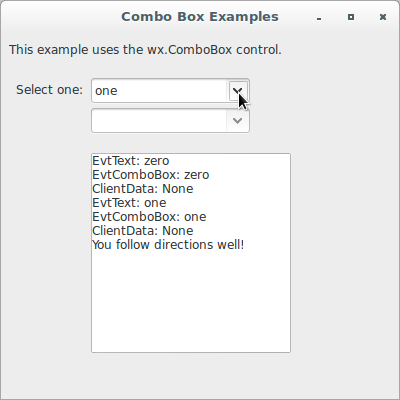 Combo Box Examples
This example uses the wx.ComboBox control.
Select one: one
EvtText: zero
EvtComboBox: zero
ClientData: None
EvtText: one
EvtComboBox: one
ClientData: None
You follow directions well!